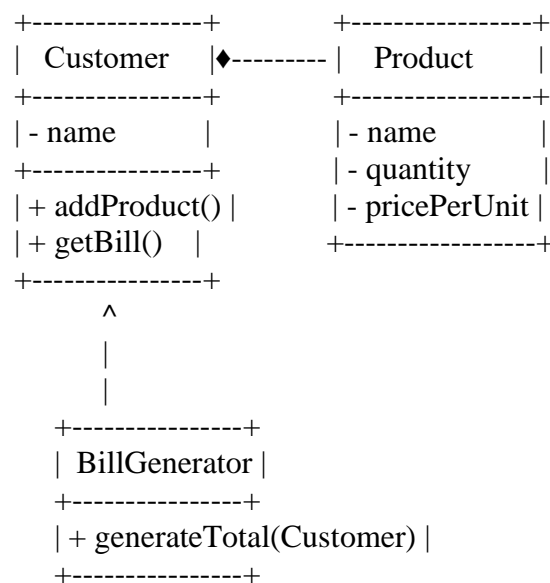 +----------------+ +-----------------+
| Customer |♦--------- | Product |
+----------------+ +-----------------+
| - name | | - name |
+----------------+ | - quantity |
| + addProduct() | | - pricePerUnit |
| + getBill() | +-----------------+
+----------------+
^
|
|
+----------------+
| BillGenerator |
+----------------+
| + generateTotal(Customer) |
+----------------+